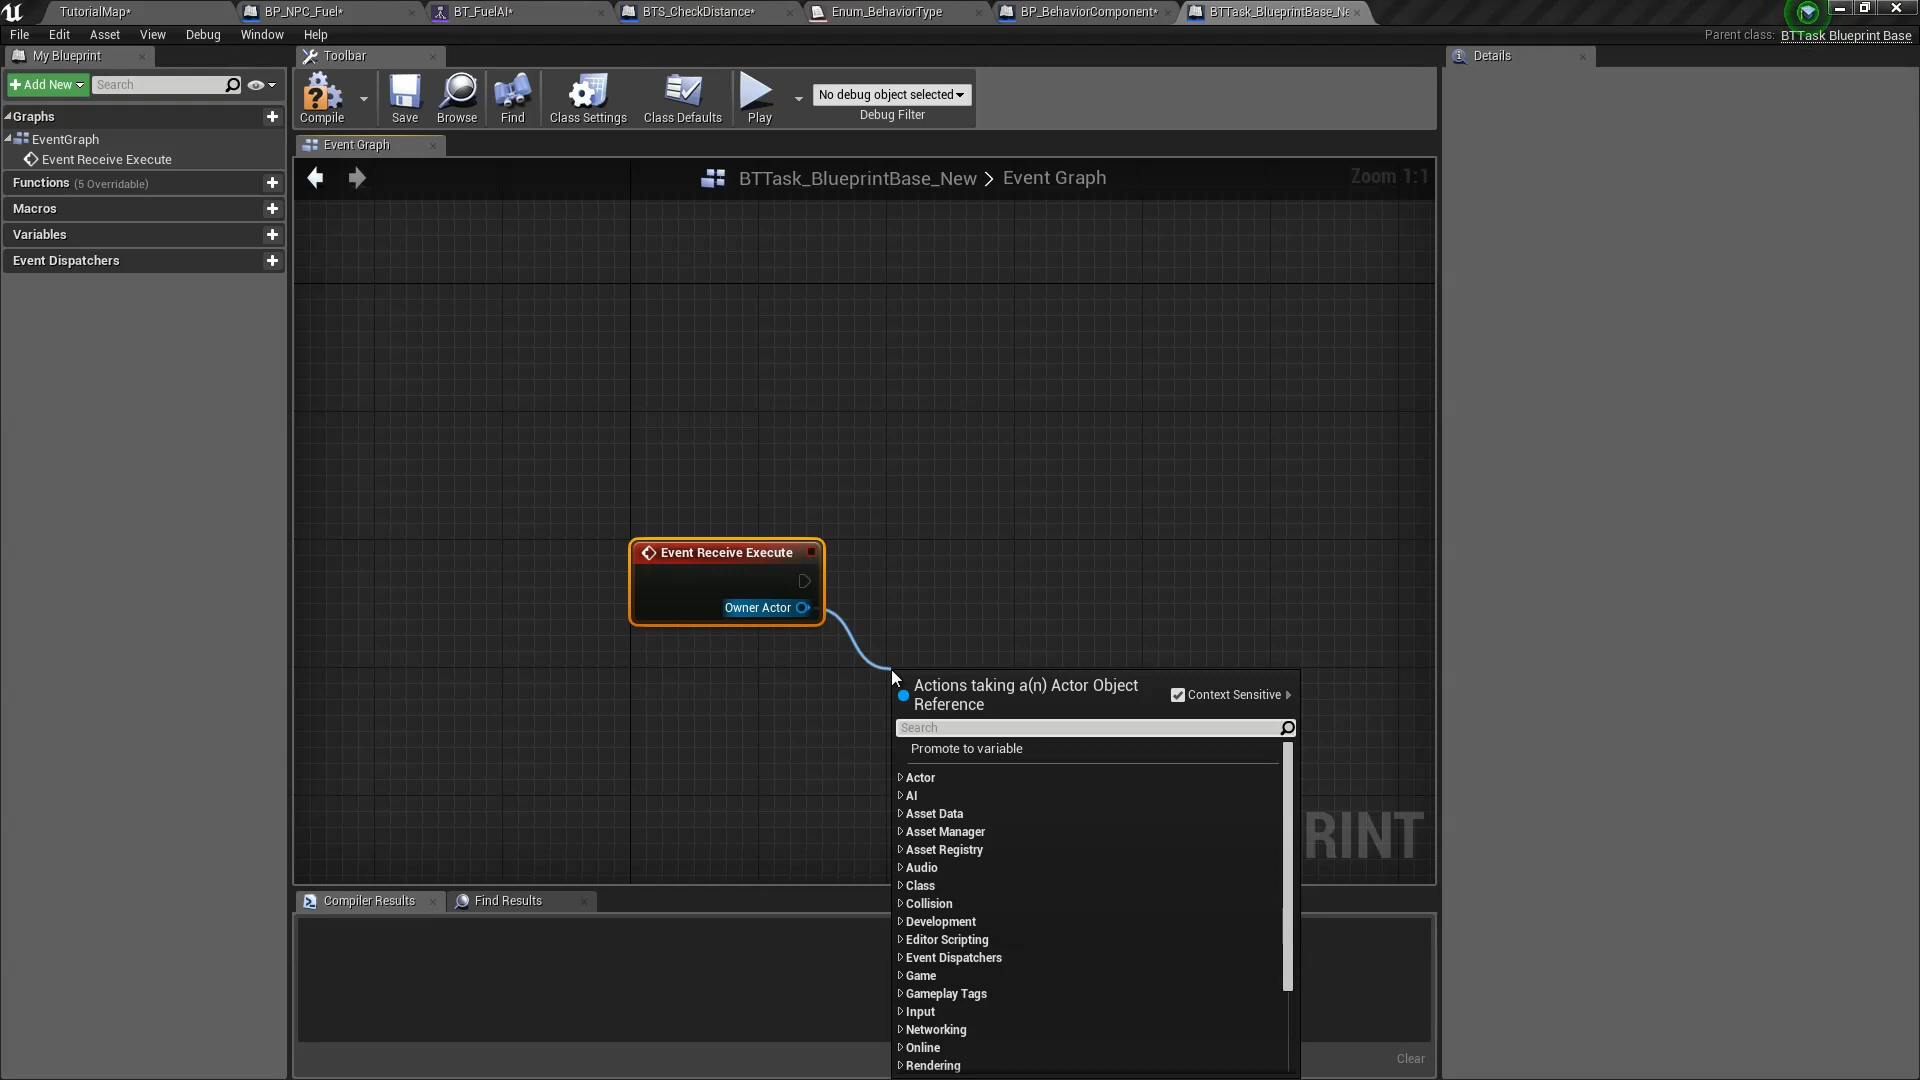 TutorialMap*
BP_NPC_Fuel*
BT_FuelAI*
BTS_CheckDistance*
Enum_BehaviorType
BP_BehaviorComponent*
BTTask_BlueprintBase_Ne
File
Edit
Asset
View
Debug
Window
Help
Parent class: BTTask Blueprint Base
My Blueprint
Toolbar
Details
Add New
Search
Compile
Save
Browse
Find
Class Settings
Class Defaults
Play
No debug object selected
Debug Filter
Graphs
EventGraph
Event Receive Execute
Functions (5 Overridable)
Macros
Variables
Event Dispatchers
Event Graph
BTTask_BlueprintBase_New > Event Graph
Zoom 1:1
Event Receive Execute
Owner Actor
Actions taking a(n) Actor Object
Reference
Context Sensitive
Search
Promote to variable
Actor
AI
Asset Data
Asset Manager
Asset Registry
Audio
Class
Collision
Development
Editor Scripting
Event Dispatchers
Game
Gameplay Tags
Input
Networking
Online
Rendering
RINT
Compiler Results
Find Results
Clear